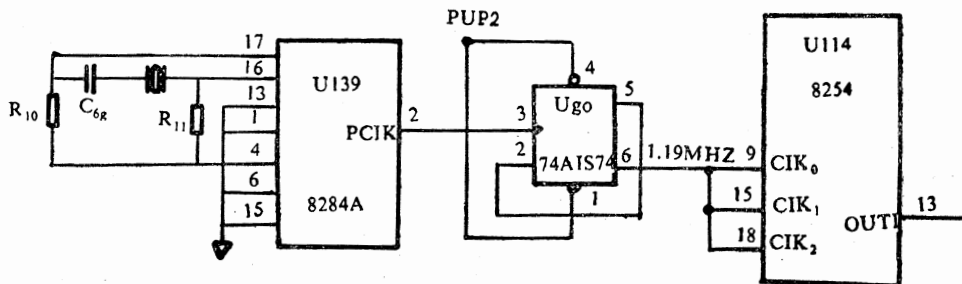 PUP2
17
16
13
1
4
6
15
R10
C6g
R11
U139
PCIK
8284A
2
3
2
4
Ugo
5
74AIS74
6
1
1.19MHZ
9
15
18
U114
8254
CIK0
CIK1
CIK2
OUTI
13